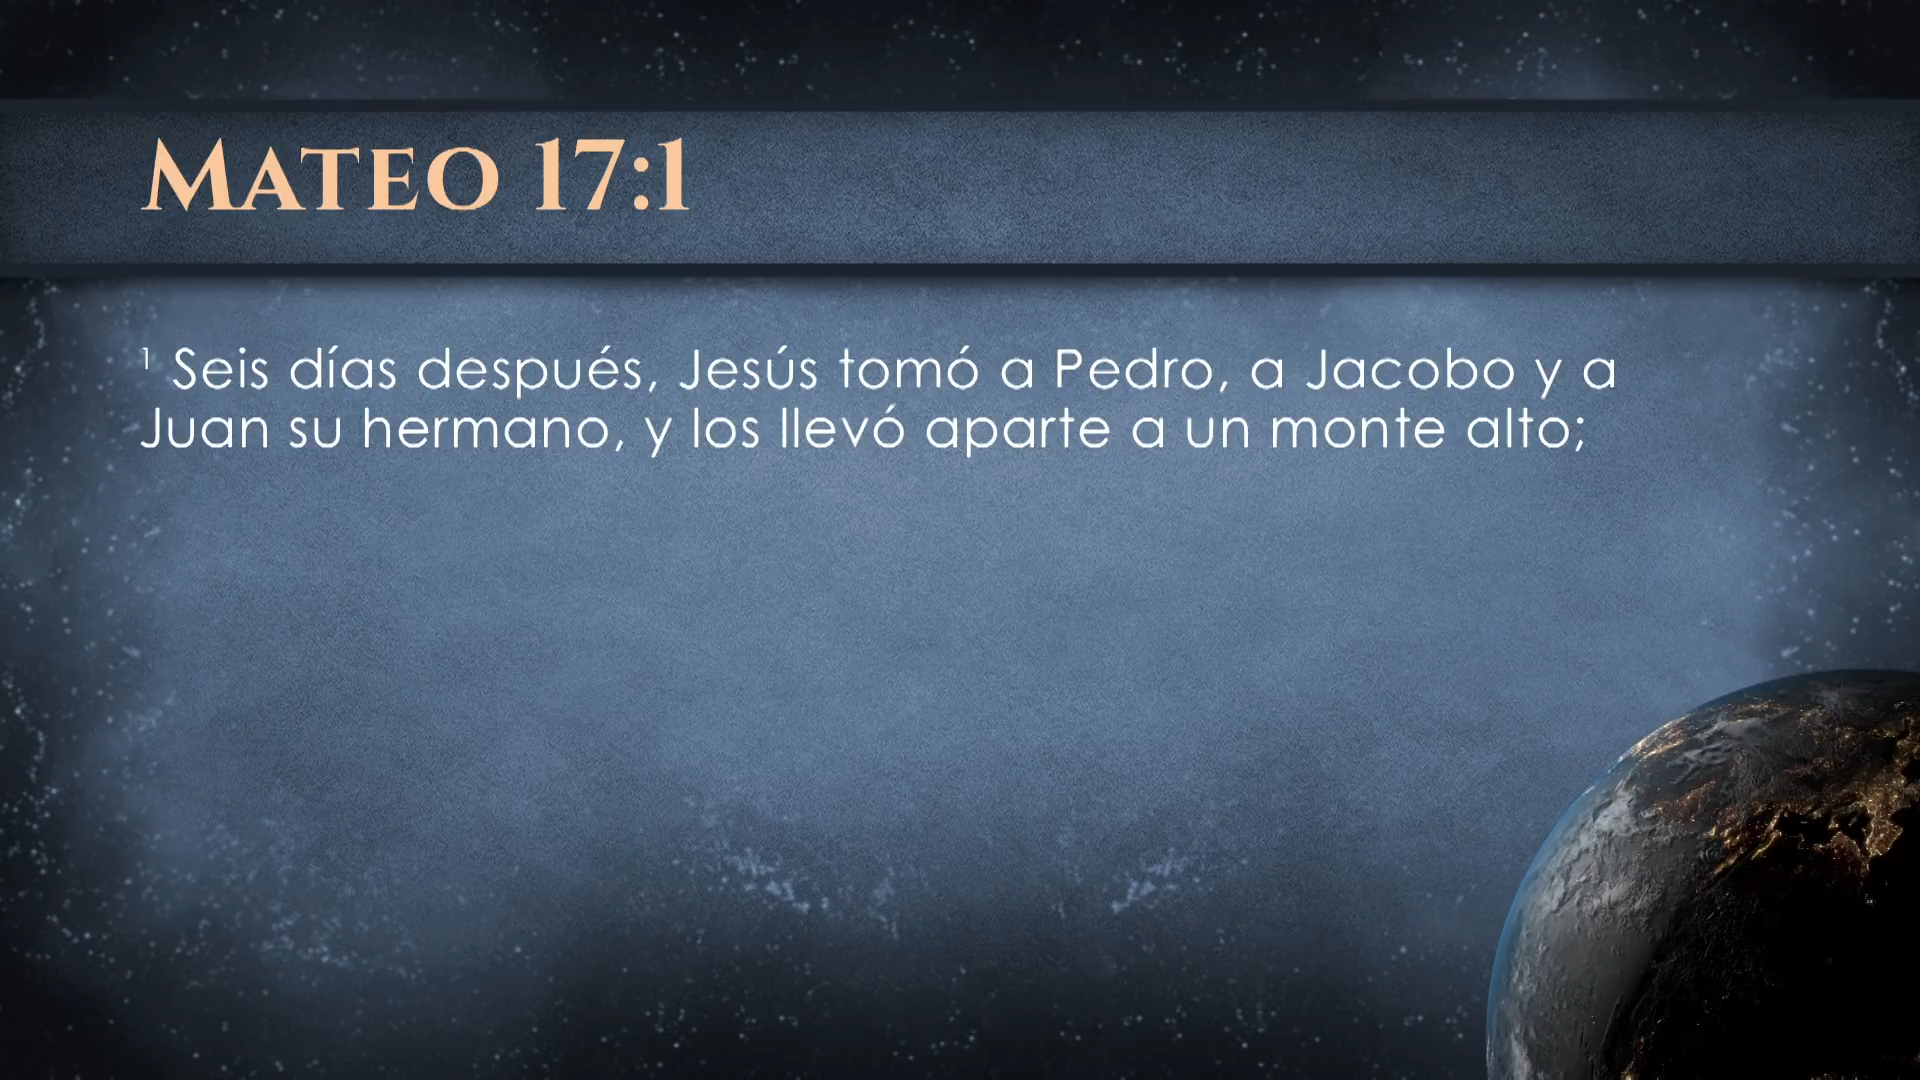 Mateo 17:1
1 Seis días después, Jesús tomó a Pedro, a Jacobo y a
Juan su hermano, y los llevó aparte a un monte alto;